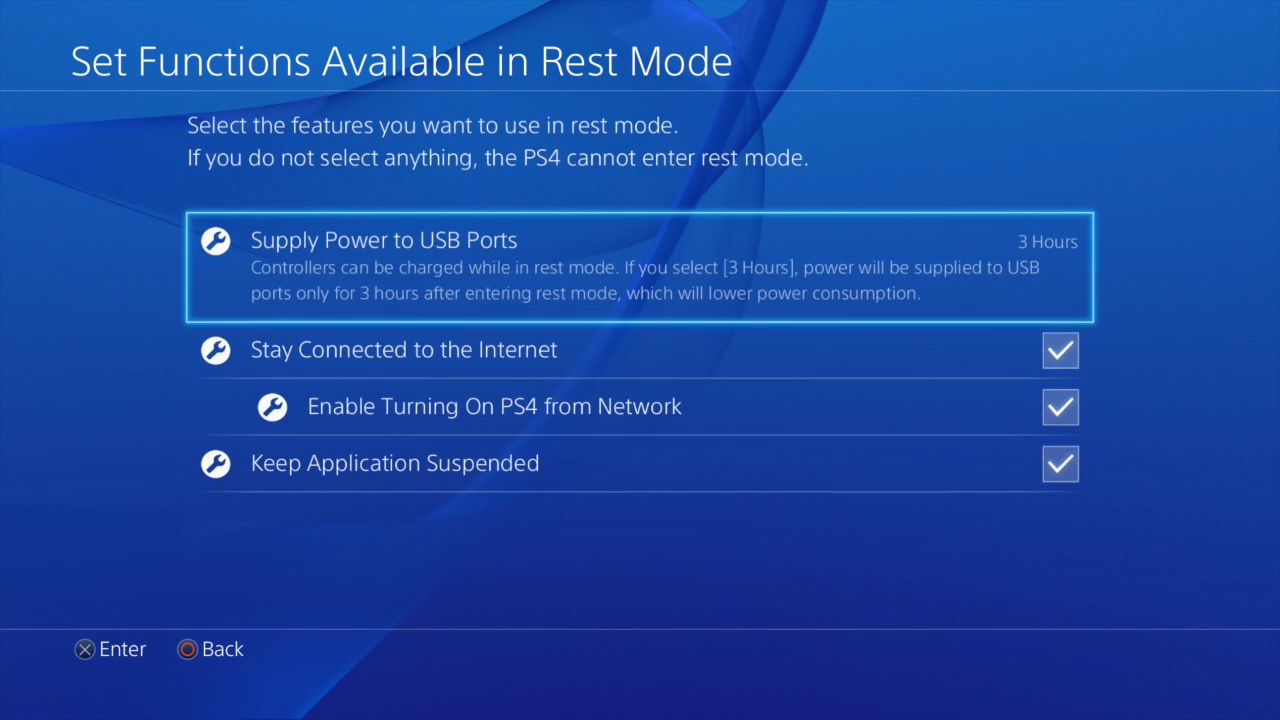 Set Functions Available in Rest Mode
Select the features you want to use in rest mode.
If you do not select anything, the PS4 cannot enter rest mode.
Supply Power to USB Ports
3 Hours
Controllers can be charged while in rest mode. If you select [3 Hours], power will be supplied to USB
ports only for 3 hours after entering rest mode, which will lower power consumption.
Stay Connected to the Internet
Enable Turning On PS4 from Network
Keep Application Suspended
Enter
Back